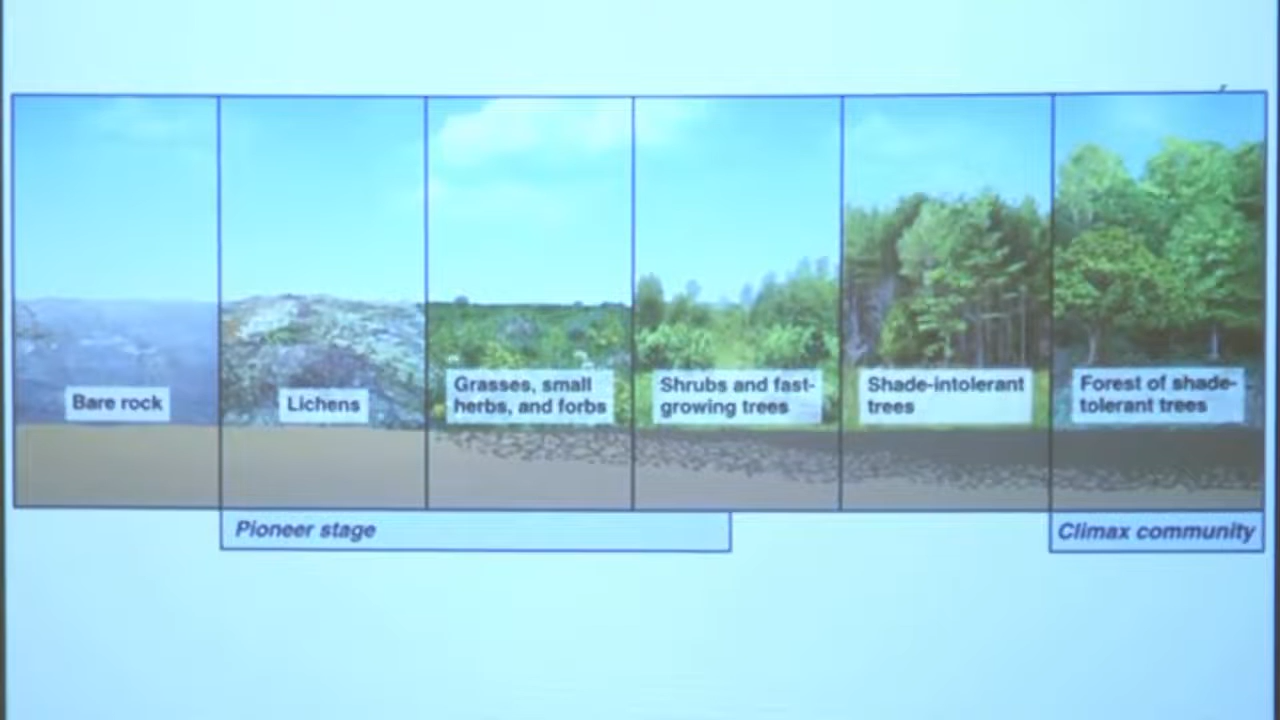 Bare rock
Lichens
Grasses, small
herbs, and forbs
Shrubs and fast-
growing trees
Shade-intolerant
trees
Forest of shade-
tolerant trees
Pioneer stage
Climax community